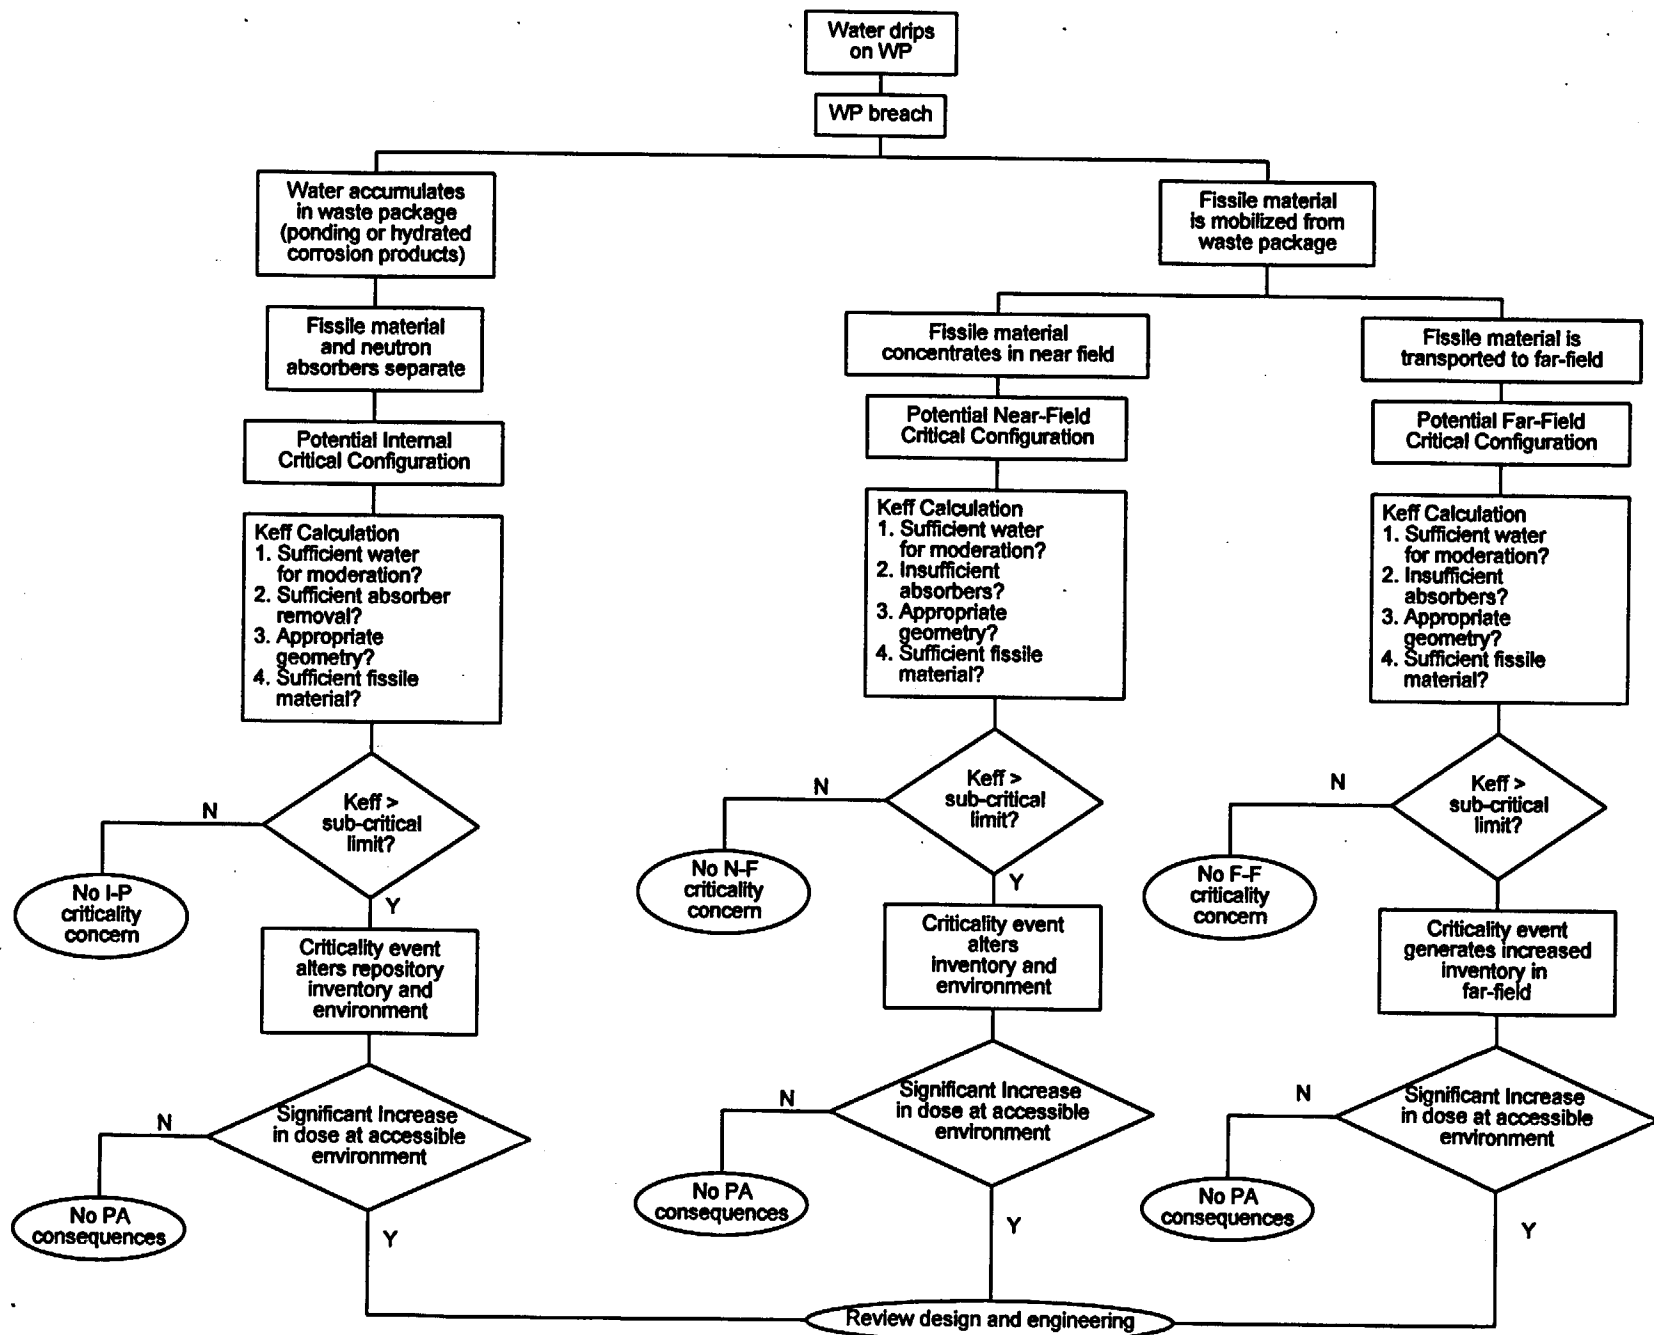 Water drips
on WP
WP breach
Water accumulates
in waste package
(ponding or hydrated
corrosion products)
Fissile material
and neutron
absorbers separate
Potential Internal
Critical Configuration
Keff Calculation
1. Sufficient water
for moderation?
2. Sufficient absorber
removal?
3. Appropriate
geometry?
4. Sufficient fissile
material?
Keff >
sub-critical
limit?
N
No I-P
criticality
concern
Y
Criticality event
alters repository
inventory and
environment
Significant Increase
in dose at accessible
environment
N
No PA
consequences
Y
Fissile material
is mobilized from
waste package
Fissile material
concentrates in near field
Potential Near-Field
Critical Configuration
Keff Calculation
1. Sufficient water
for moderation?
2. Insufficient
absorbers?
3. Appropriate
geometry?
4. Sufficient fissile
material?
Keff >
sub-critical
limit?
N
No N-F
criticality
concern
Y
Criticality event
alters
inventory and
environment
Significant Increase
in dose at accessible
environment
N
No PA
consequences
Y
Fissile material is
transported to far-field
Potential Far-Field
Critical Configuration
Keff Calculation
1. Sufficient water
for moderation?
2. Insufficient
absorbers?
3. Appropriate
geometry?
4. Sufficient fissile
material?
Keff >
sub-critical
limit?
N
No F-F
criticality
concern
Criticality event
generates increased
inventory in
far-field
Significant Increase
in dose at accessible
environment
N
No PA
consequences
Y
Review design and engineering